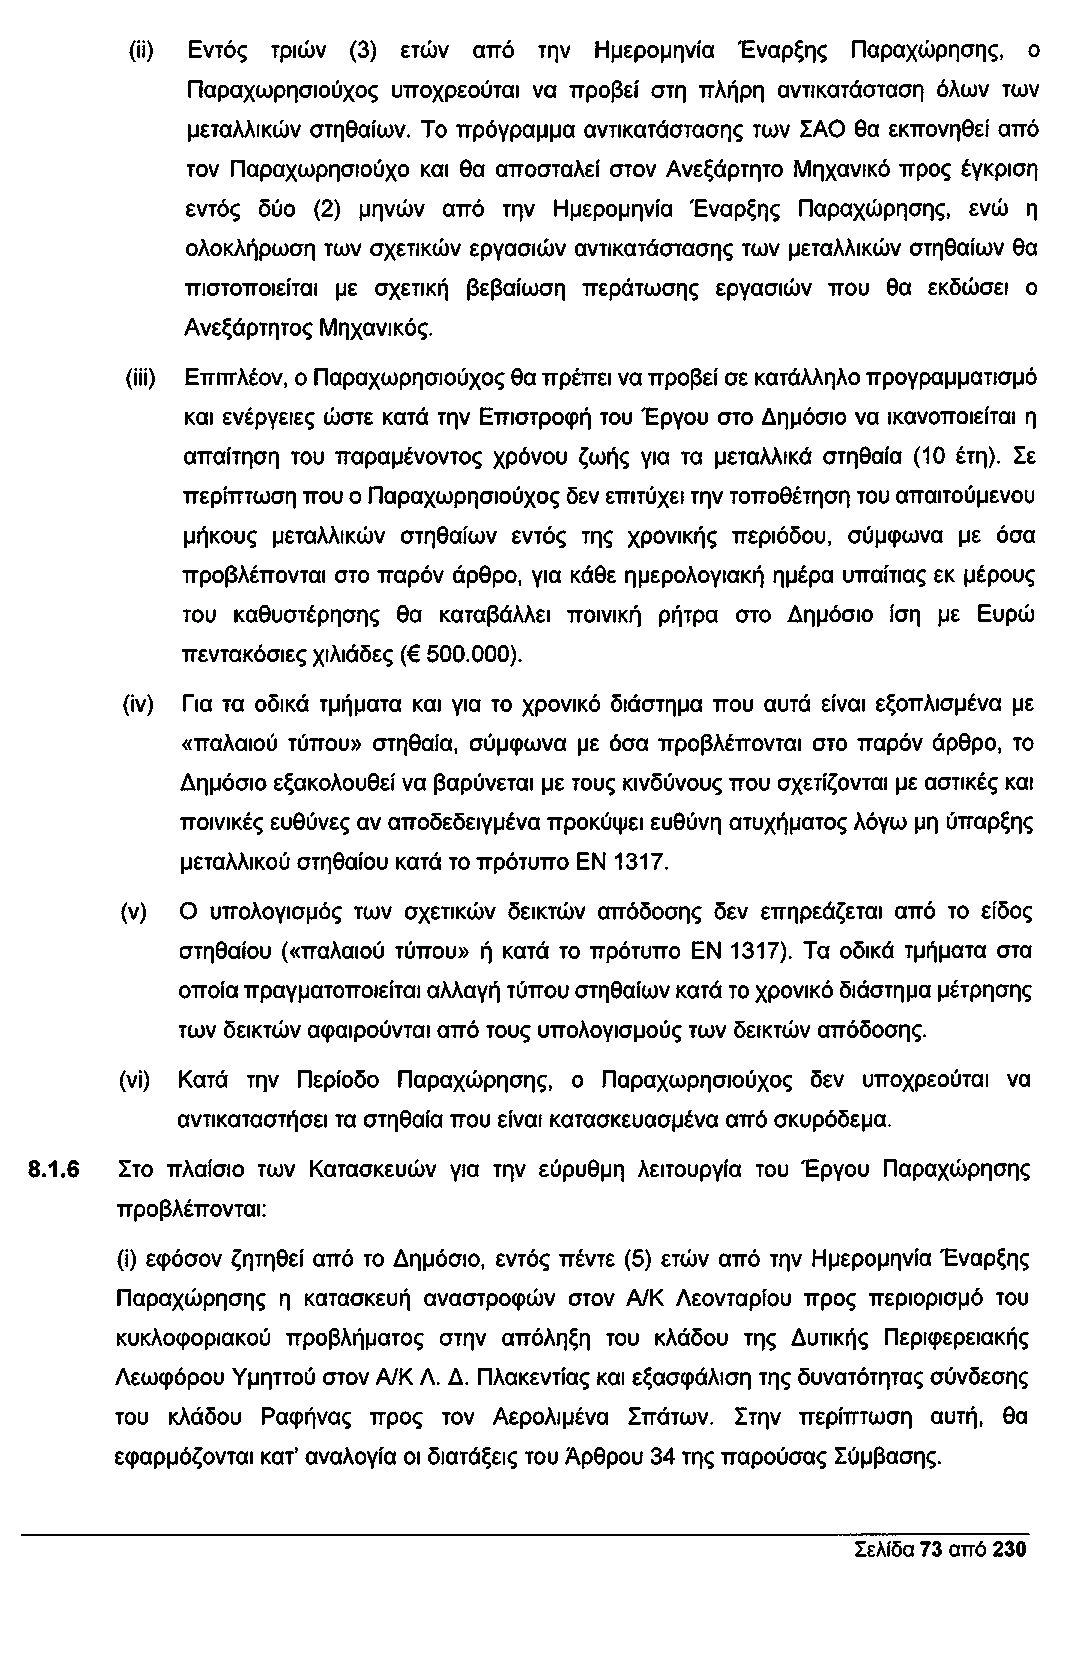 (ii) Εντός τριών (3) ετών από την Ημερομηνία Έναρξης Παραχώρησης, ο
Παραχωρησιούχος υποχρεούται να προβεί στη πλήρη αντικατάσταση όλων των
μεταλλικών στηθαίων. Το πρόγραμμα αντικατάστασης των ΣΑΟ θα εκπονηθεί από
τον Παραχωρησιούχο και θα αποσταλεί στον Ανεξάρτητο Μηχανικό προς έγκριση
εντός δύο (2) μηνών από την Ημερομηνία Έναρξης Παραχώρησης, ενώ η
ολοκλήρωση των σχετικών εργασιών αντικατάστασης των μεταλλικών στηθαίων θα
πιστοποιείται με σχετική βεβαίωση περάτωσης εργασιών που θα εκδώσει ο
Ανεξάρτητος Μηχανικός.
(iii) Επιπλέον, ο Παραχωρησιούχος θα πρέπει να προβεί σε κατάλληλο προγραμματισμό
και ενέργειες ώστε κατά την Επιστροφή του Έργου στο Δημόσιο να ικανοποιείται η
απαίτηση του παραμένοντος χρόνου ζωής για τα μεταλλικά στηθαία (10 έτη). Σε
περίπτωση που ο Παραχωρησιούχος δεν επιτύχει την τοποθέτηση του απαιτούμενου
μήκους μεταλλικών στηθαίων εντός της χρονικής περιόδου, σύμφωνα με όσα
προβλέπονται στο παρόν άρθρο, για κάθε ημερολογιακή ημέρα υπαίτιας εκ μέρους
του καθυστέρησης θα καταβάλλει ποινική ρήτρα στο Δημόσιο ίση με Ευρώ
πεντακόσιες χιλιάδες (€ 500.000).
(iv) Για τα οδικά τμήματα και για το χρονικό διάστημα που αυτά είναι εξοπλισμένα με
«παλαιού τύπου» στηθαία, σύμφωνα με όσα προβλέπονται στο παρόν άρθρο, το
Δημόσιο εξακολουθεί να βαρύνεται με τους κινδύνους που σχετίζονται με αστικές και
ποινικές ευθύνες αν αποδεδειγμένα προκύψει ευθύνη ατυχήματος λόγω μη ύπαρξης
μεταλλικού στηθαίου κατά το πρότυπο EN 1317.
(v) Ο υπολογισμός των σχετικών δεικτών απόδοσης δεν επηρεάζεται από το είδος
στηθαίου («παλαιού τύπου» ή κατά το πρότυπο EN 1317). Τα οδικά τμήματα στα
οποία πραγματοποιείται αλλαγή τύπου στηθαίων κατά το χρονικό διάστημα μέτρησης
των δεικτών αφαιρούνται από τους υπολογισμούς των δεικτών απόδοσης.
(vi) Κατά την Περίοδο Παραχώρησης, ο Παραχωρησιούχος δεν υποχρεούται να
αντικαταστήσει τα στηθαία που είναι κατασκευασμένα από σκυρόδεμα.
8.1.6 Στο πλαίσιο των Κατασκευών για την εύρυθμη λειτουργία του Έργου Παραχώρησης
προβλέπονται:
(i) εφόσον ζητηθεί από το Δημόσιο, εντός πέντε (5) ετών από την Ημερομηνία Έναρξης
Παραχώρησης η κατασκευή αναστροφών στον Α/Κ Λεονταρίου προς περιορισμό του
κυκλοφοριακού προβλήματος στην απόληξη του κλάδου της Δυτικής Περιφερειακής
Λεωφόρου Υμηττού στον Α/Κ Λ. Δ. Πλακεντίας και εξασφάλιση της δυνατότητας σύνδεσης
του κλάδου Ραφήνας προς τον Αερολιμένα Σπάτων. Στην περίπτωση αυτή, θα
εφαρμόζονται κατ’ αναλογία οι διατάξεις του Άρθρου 34 της παρούσας Σύμβασης.
Σελίδα 73 από 230